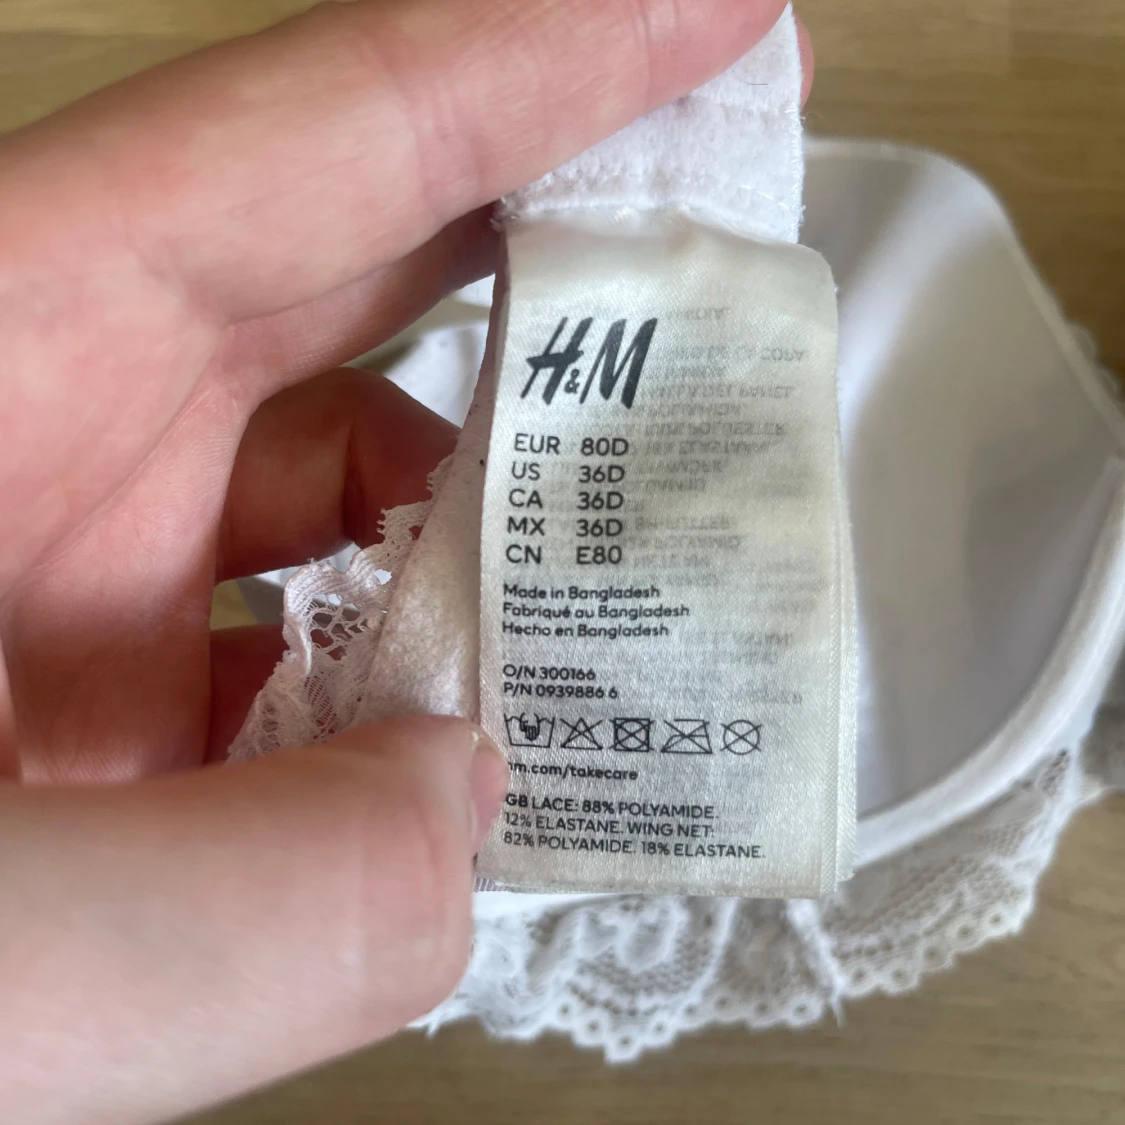 H&M
EUR 80D
US 36D
CA 36D
MX 36D
CN E80
Made in Bangladesh
Fabriqué au Bangladesh
Hecho en Bangladesh
O/N 300166
P/N 0939886 6
hm.com/takecare
GB LACE: 88% POLYAMIDE.
12% ELASTANE. WING NET:
82% POLYAMIDE. 18% ELASTANE.